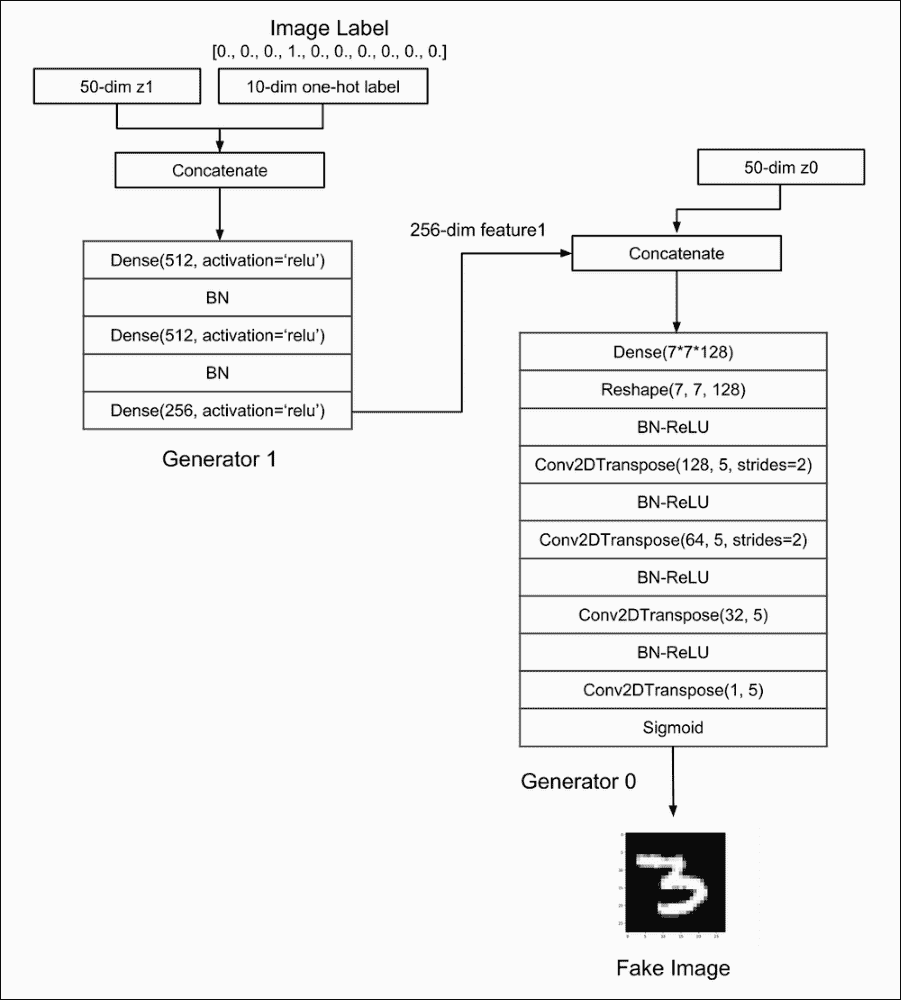 Image Label
[0., 0., 0., 1., 0., 0., 0., 0., 0., 0.]
50-dim z1
10-dim one-hot label
Concatenate
Dense(512, activation=‘relu’)
BN
Dense(512, activation=‘relu’)
BN
Dense(256, activation=‘relu’)
Generator 1
50-dim z0
256-dim feature1
Concatenate
Dense(7*7*128)
Reshape(7, 7, 128)
BN-ReLU
Conv2DTranspose(128, 5, strides=2)
BN-ReLU
Conv2DTranspose(64, 5, strides=2)
BN-ReLU
Conv2DTranspose(32, 5)
BN-ReLU
Conv2DTranspose(1, 5)
Sigmoid
Generator 0
3
Fake Image